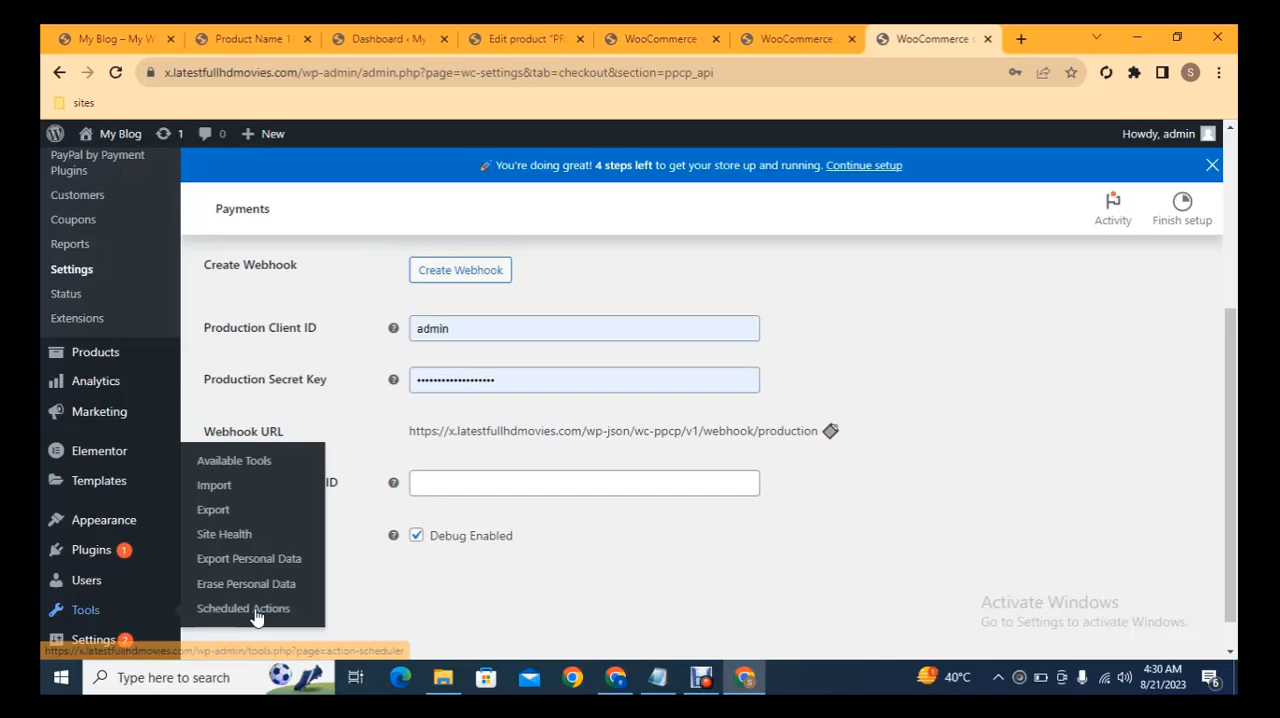 My Blog – My W
Product Name 1
Dashboard ‹ My
Edit product "PR
WooCommerce
WooCommerce
WooCommerce s
x.latestfullhdmovies.com/wp-admin/admin.php?page=wc-settings&tab=checkout&section=ppcp_api
S
sites
My Blog
1
0
New
Howdy, admin
PayPal by Payment
Plugins
Customers
Coupons
Reports
Settings
Status
Extensions
Products
Analytics
Marketing
Elementor
Templates
Appearance
Plugins 1
Users
Tools
Settings 2
You're doing great! 4 steps left to get your store up and running. Continue setup
Payments
Activity
Finish setup
Create Webhook
Create Webhook
Production Client ID
admin
Production Secret Key
Webhook URL
https://x.latestfullhdmovies.com/wp-json/wc-ppcp/v1/webhook/production
ID
Debug Enabled
Available Tools
Import
Export
Site Health
Export Personal Data
Erase Personal Data
Scheduled Actions
https://x.latestfullhdmovies.com/wp-admin/tools.php?page=action-scheduler
Activate Windows
Go to Settings to activate Windows.
Type here to search
40°C
4:30 AM
8/21/2023
6